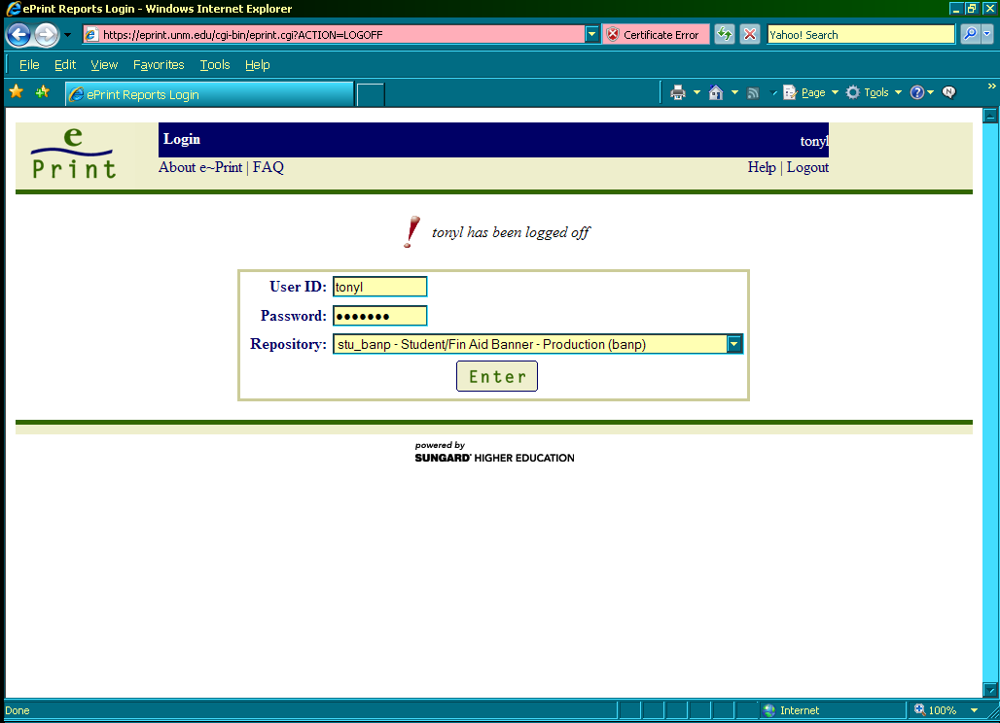 ePrint Reports Login - Windows Internet Explorer
https://eprint.unm.edu/cgi-bin/eprint.cgi?ACTION=LOGOFF Certificate Error Yahoo! Search
File Edit View Favorites Tools Help
ePrint Reports Login Page Tools
e
Print
Login tonyl
About e~Print | FAQ Help | Logout
tonyl has been logged off
User ID: tonyl
Password: •••••••
Repository: stu_banp - Student/Fin Aid Banner - Production (banp)
Enter
powered by
SUNGARD® HIGHER EDUCATION
Done Internet 100%